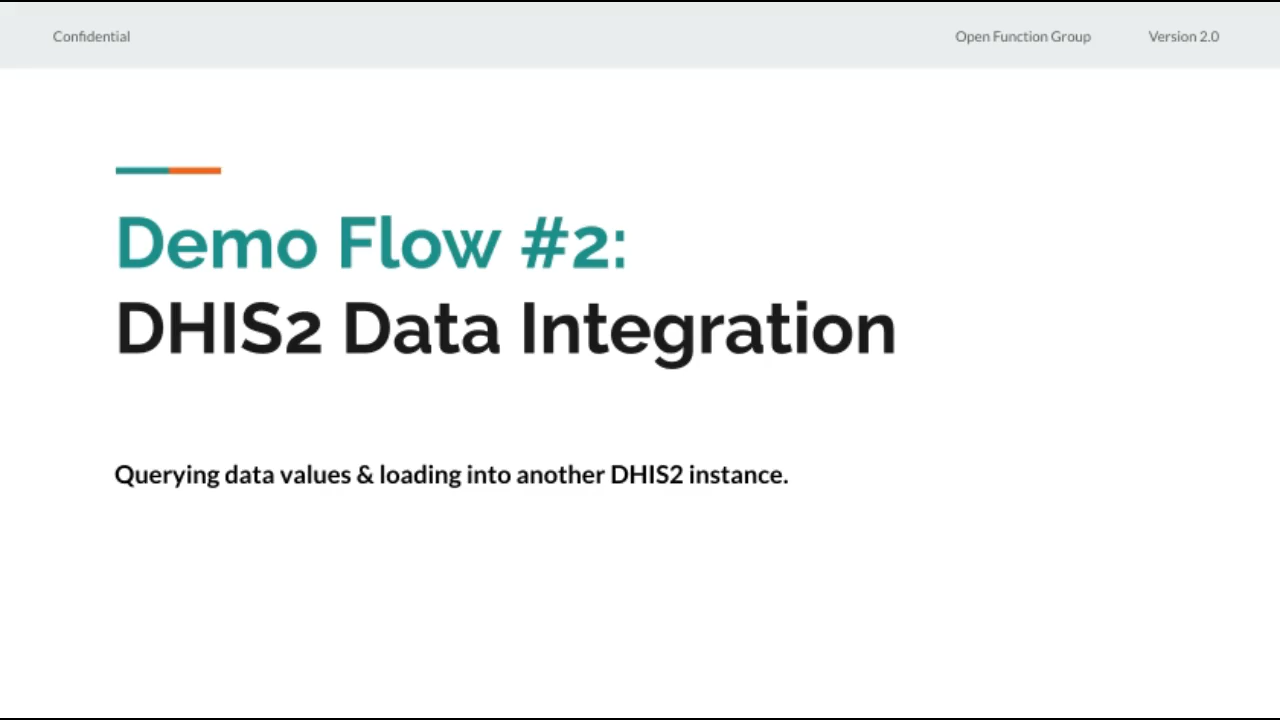 Confidential
Open Function Group
Version 2.0
Demo Flow #2:
DHIS2 Data Integration
Querying data values & loading into another DHIS2 instance.